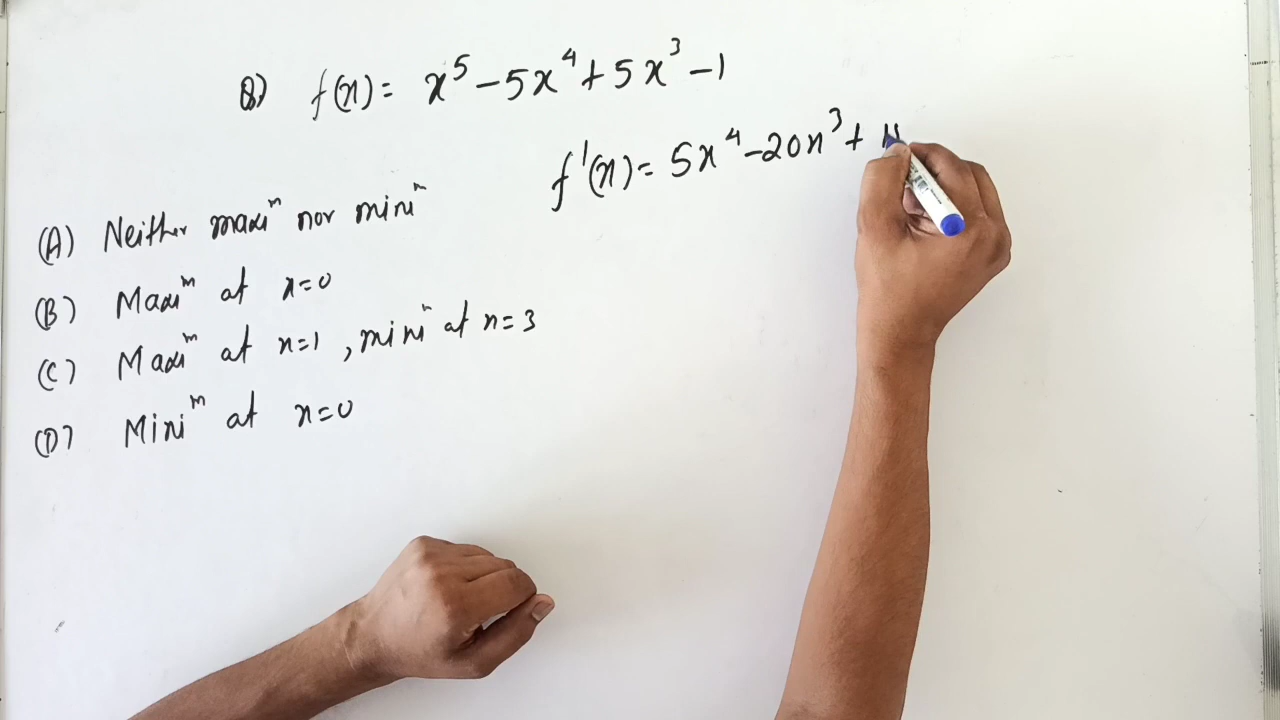 Q) f(x) = x⁵ - 5x⁴ + 5x³ - 1
f'(x) = 5x⁴ - 20x³ +
(A) Neither maxiᵐ nor miniᵐ
(B) Maxiᵐ at x=0
(C) Maxiᵐ at x=1, miniᵐ at x=3
(D) Miniᵐ at x=0